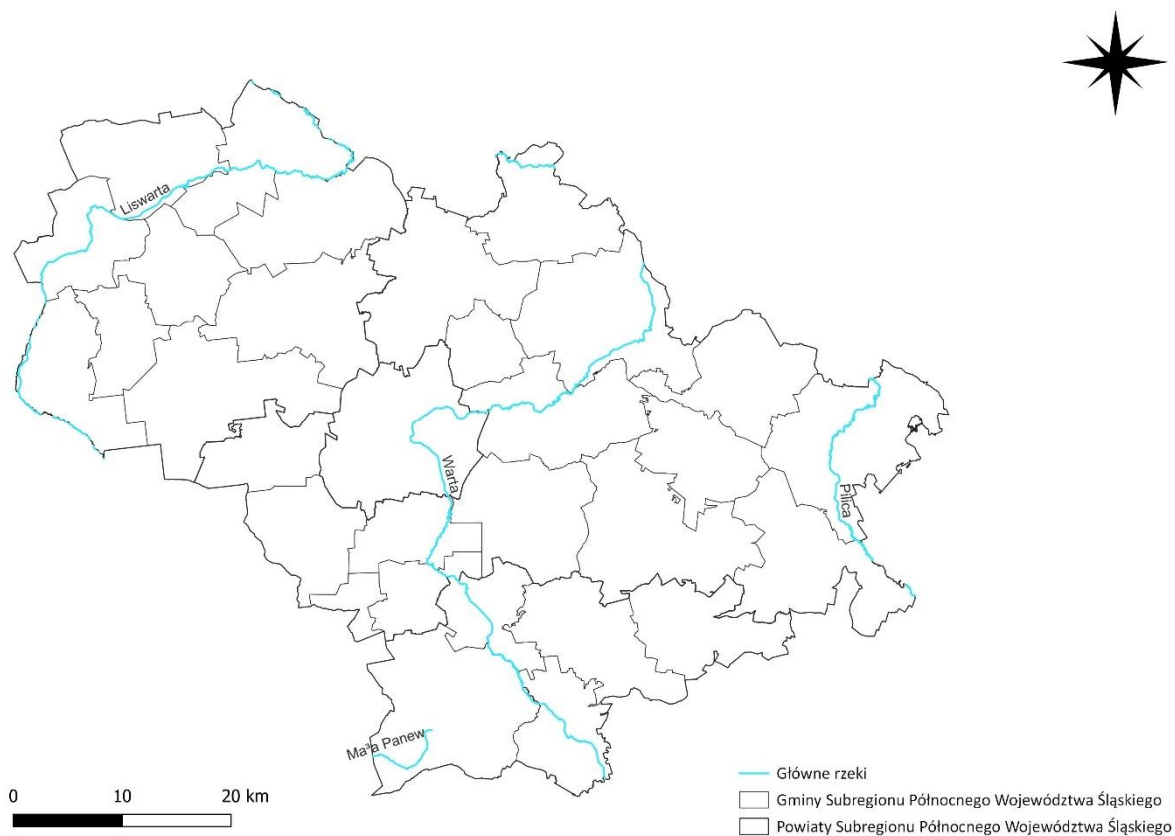 Liswarta
Warta
Pilica
Ma³a Panew
0 10 20 km
Główne rzeki
Gminy Subregionu Północnego Województwa Śląskiego
Powiaty Subregionu Północnego Województwa Śląskiego